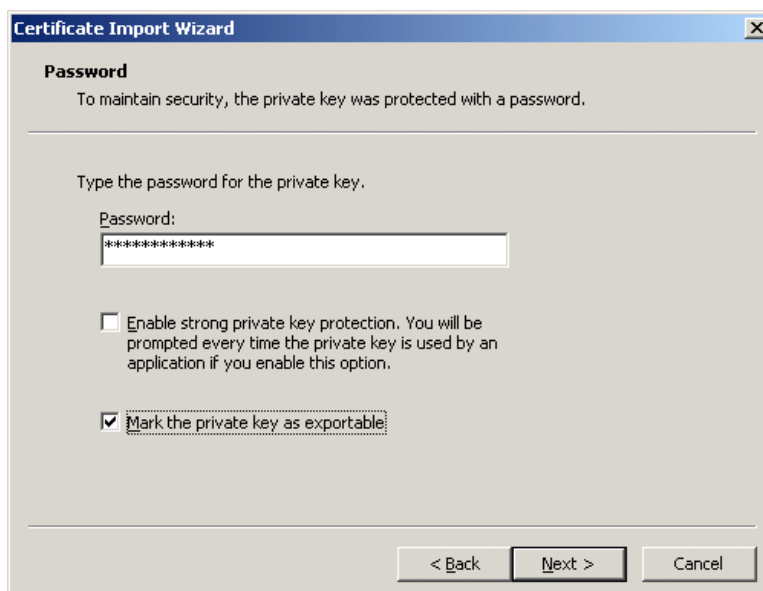 Certificate Import Wizard
Password
To maintain security, the private key was protected with a password.
Type the password for the private key.
Password:
************
Enable strong private key protection. You will be
prompted every time the private key is used by an
application if you enable this option.
Mark the private key as exportable
< Back Next > Cancel